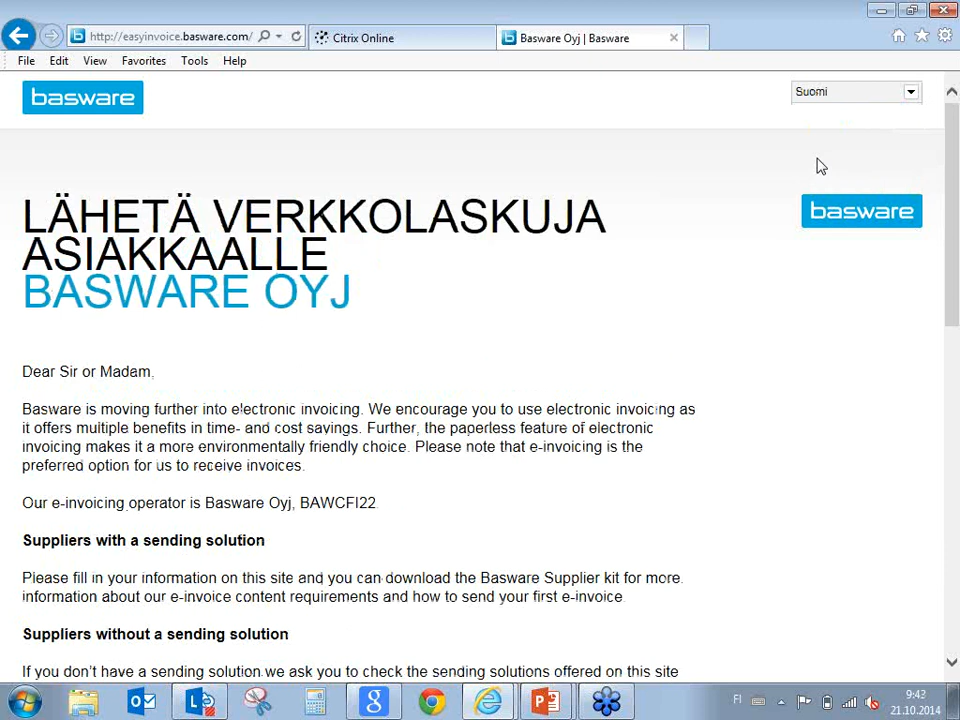 http://easyinvoice.basware.com/
Citrix Online
Basware Oyj | Basware
File Edit View Favorites Tools Help
basware
Suomi
basware
LÄHETÄ VERKKOLASKUJA
ASIAKKAALLE
BASWARE OYJ
Dear Sir or Madam,
Basware is moving further into electronic invoicing. We encourage you to use electronic invoicing as
it offers multiple benefits in time- and cost savings. Further, the paperless feature of electronic
invoicing makes it a more environmentally friendly choice. Please note that e-invoicing is the
preferred option for us to receive invoices.
Our e-invoicing operator is Basware Oyj, BAWCFI22.
Suppliers with a sending solution
Please fill in your information on this site and you can download the Basware Supplier kit for more.
information about our e-invoice content requirements and how to send your first e-invoice.
Suppliers without a sending solution
If you don't have a sending solution we ask you to check the sending solutions offered on this site
FI
9:43
21.10.2014